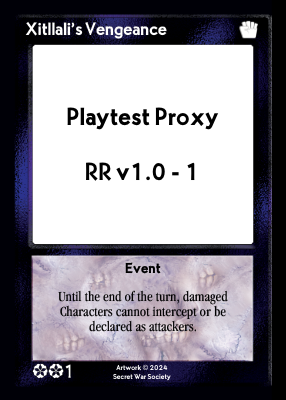 Xitllali's Vengeance
Playtest Proxy
RR v1.0 - 1
Event
Until the end of the turn, damaged
Characters cannot intercept or be
declared as attackers.
1
Artwork © 2024
Secret War Society